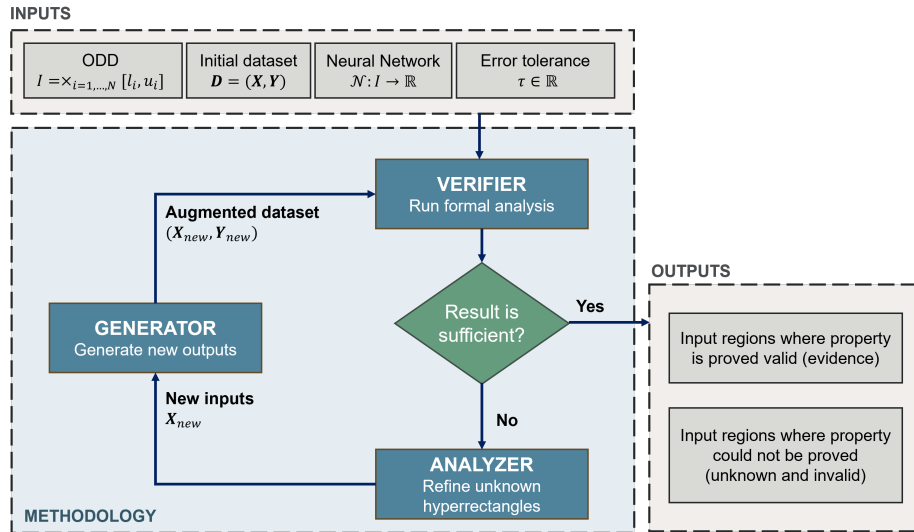 INPUTS
ODD
I =×i=1,…,N [li, ui]
Initial dataset
D = (X, Y)
Neural Network
𝒩: I → ℝ
Error tolerance
τ ∈ ℝ
VERIFIER
Run formal analysis
Augmented dataset
(Xnew, Ynew)
GENERATOR
Generate new outputs
Result is
sufficient?
Yes
No
New inputs
Xnew
ANALYZER
Refine unknown
hyperrectangles
METHODOLOGY
OUTPUTS
Input regions where property
is proved valid (evidence)
Input regions where property
could not be proved
(unknown and invalid)